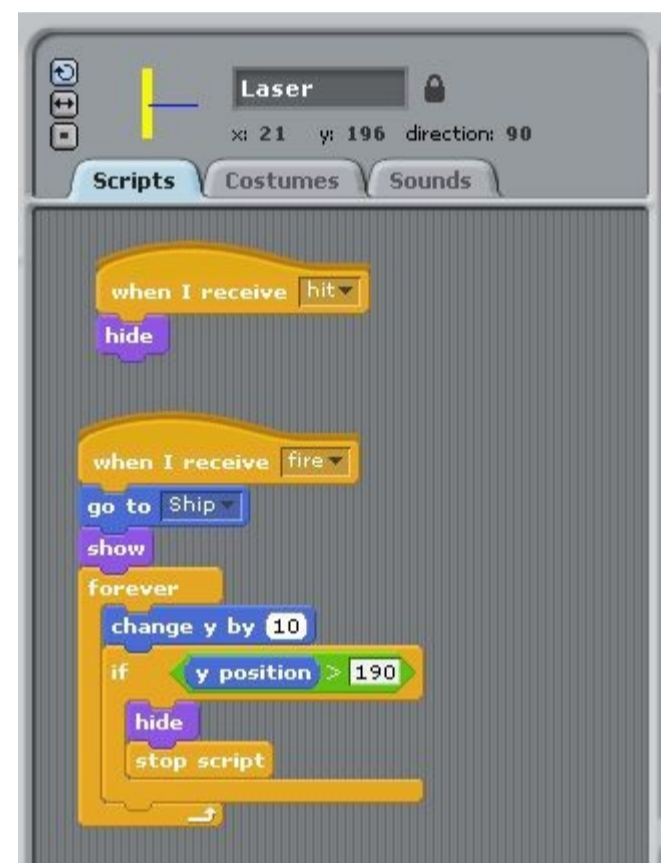 Laser
x: 21 y: 196 direction: 90
Scripts Costumes Sounds
when I receive hit
hide
when I receive fire
go to Ship
show
forever
change y by 10
if y position > 190
hide
stop script